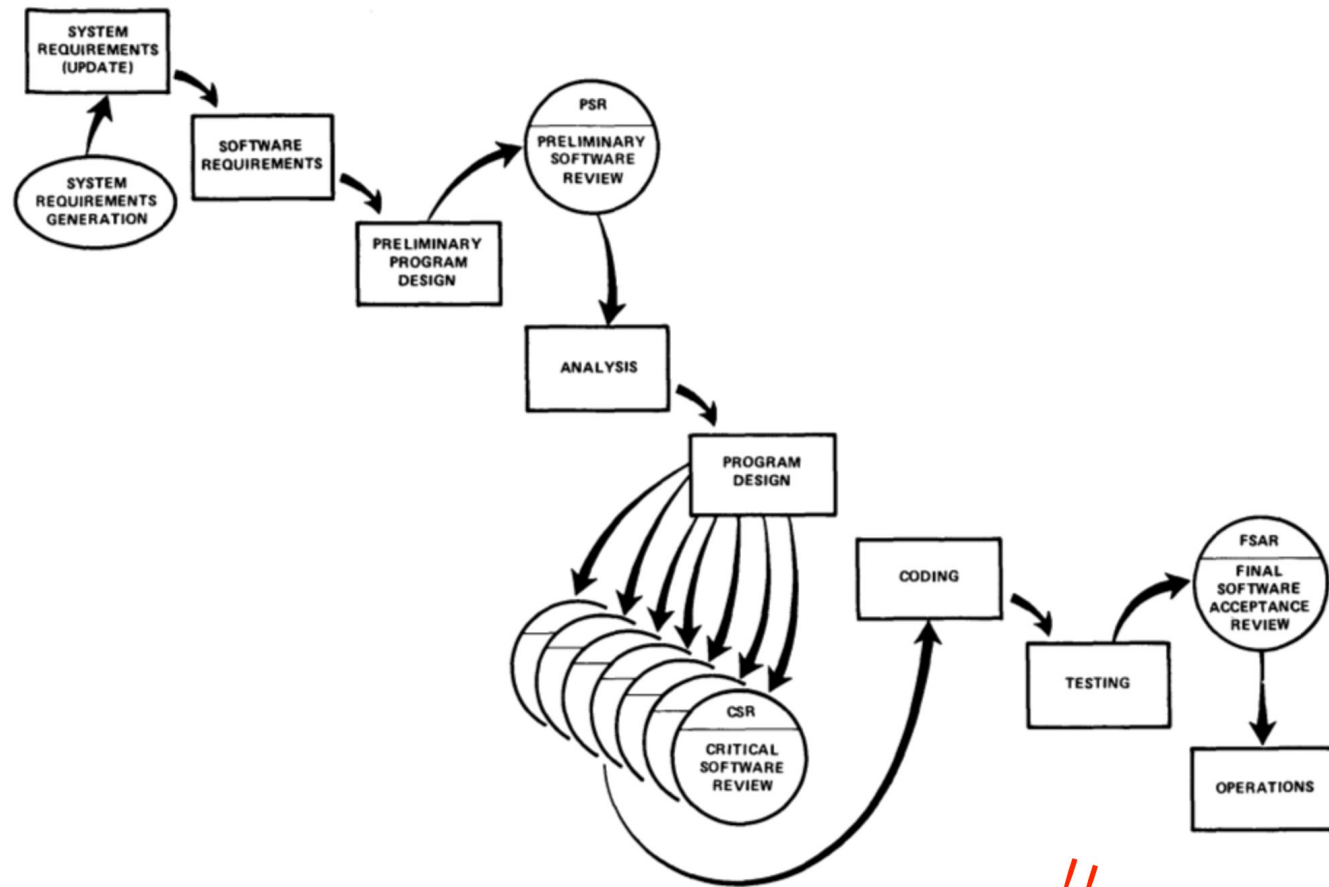 SYSTEM
REQUIREMENTS
(UPDATE)
SYSTEM
REQUIREMENTS
GENERATION
SOFTWARE
REQUIREMENTS
PRELIMINARY
PROGRAM
DESIGN
PSR
PRELIMINARY
SOFTWARE
REVIEW
ANALYSIS
PROGRAM
DESIGN
CSR
CRITICAL
SOFTWARE
REVIEW
CODING
TESTING
FSAR
FINAL
SOFTWARE
ACCEPTANCE
REVIEW
OPERATIONS